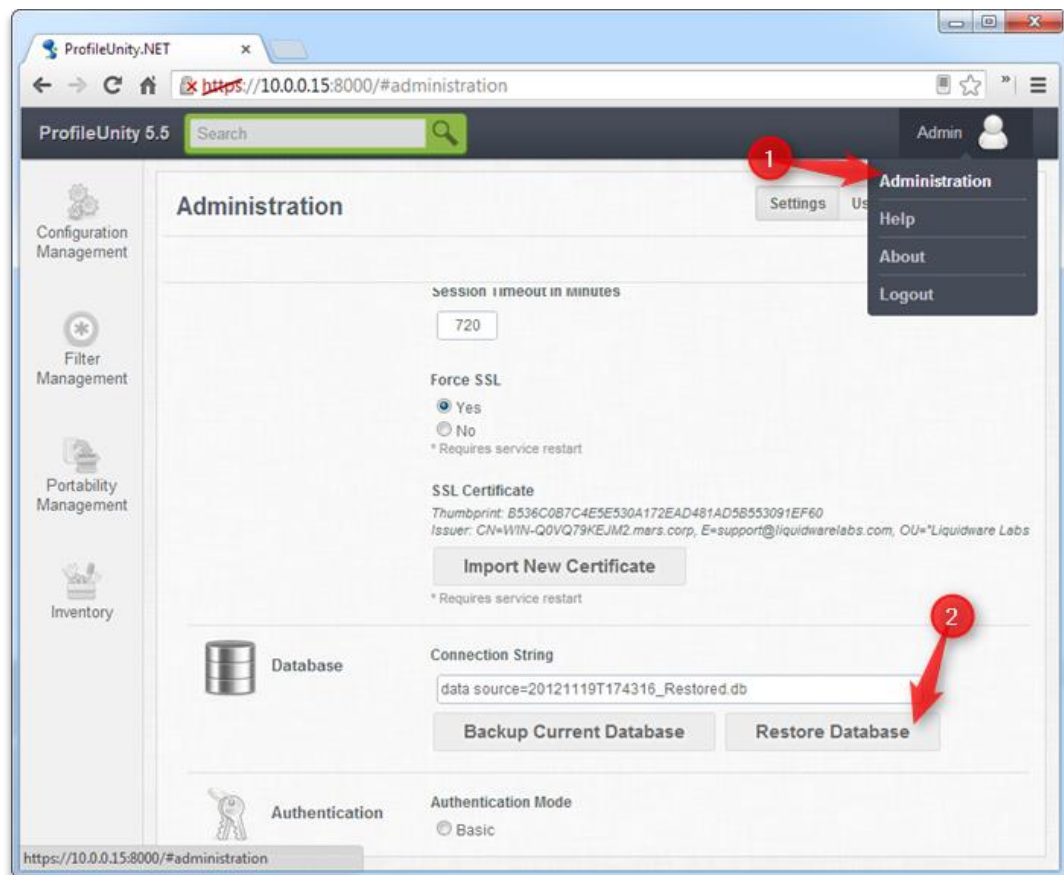 ProfileUnity.NET
https://10.0.0.15:8000/#administration
ProfileUnity 5.5
Search
Admin
1
Administration
Help
About
Logout
Configuration
Management
Filter
Management
Portability
Management
Inventory
Administration
Settings
Us
Session Timeout in Minutes
720
Force SSL
Yes
No
* Requires service restart
SSL Certificate
Thumbprint: B536C0B7C4E5E530A172EAD481AD5B553091EF60
Issuer: CN=WIN-Q0VQ79KEJM2.mars.corp, E=support@liquidwarelabs.com, OU="Liquidware Labs
Import New Certificate
* Requires service restart
2
Database
Connection String
data source=20121119T174316_Restored.db
Backup Current Database
Restore Database
Authentication
Authentication Mode
Basic
https://10.0.0.15:8000/#administration